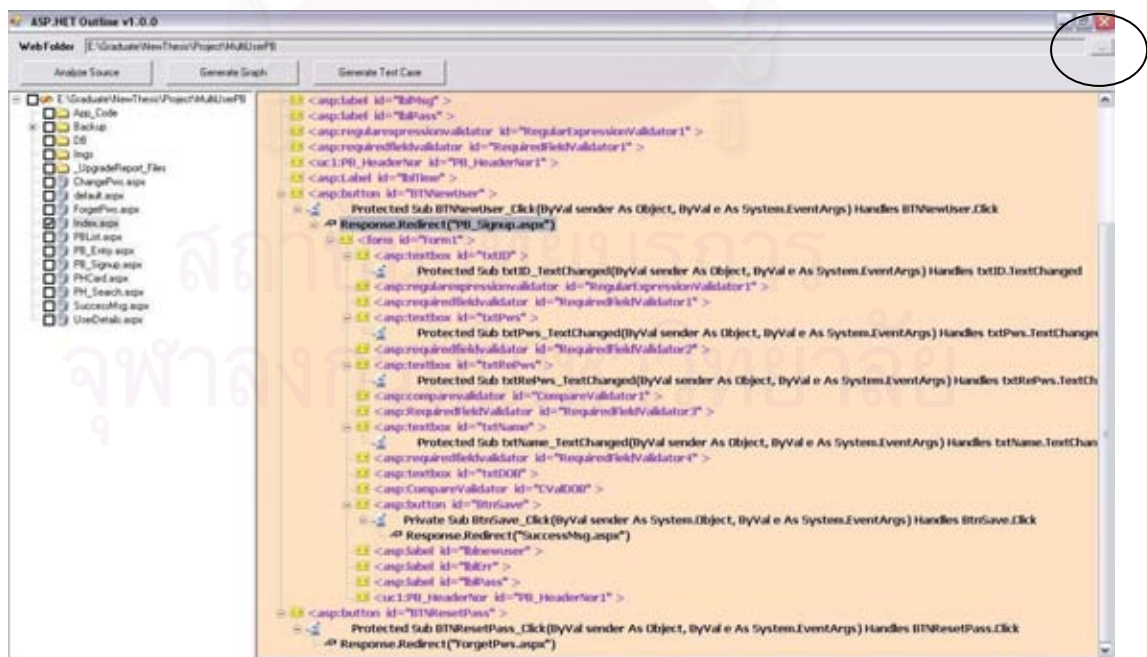 ASP.NET Outline v1.0.0
Web Folder E:\Graduate\NewThesis\Project\MultiUserPB
...
Analyze Source Generate Graph Generate Test Case
E:\Graduate\NewThesis\Project\MultiUserPB
App_Code
Backup
DB
Imgs
_UpgradeReport_Files
ChangePws.aspx
default.aspx
ForgetPws.aspx
Index.aspx
PBList.aspx
PB_Entry.aspx
PB_Signup.aspx
PHCard.aspx
PH_Search.aspx
SuccessMsg.aspx
UserDetails.aspx
<asp:label id="lblMsg" >
<asp:label id="lblPass" >
<asp:regularexpressionvalidator id="RegularExpressionValidator1" >
<asp:requiredfieldvalidator id="RequiredFieldValidator1" >
<uc1:PB_HeaderNor id="PB_HeaderNor1" >
<asp:Label id="lblTime" >
<asp:button id="BTNNewUser" >
Protected Sub BTNNewUser_Click(ByVal sender As Object, ByVal e As System.EventArgs) Handles BTNNewUser.Click
Response.Redirect("PB_Signup.aspx")
<form id="Form1" >
<asp:textbox id="txtID" >
Protected Sub txtID_TextChanged(ByVal sender As Object, ByVal e As System.EventArgs) Handles txtID.TextChanged
<asp:regularexpressionvalidator id="RegularExpressionValidator1" >
<asp:requiredfieldvalidator id="RequiredFieldValidator1" >
<asp:textbox id="txtPws" >
Protected Sub txtPws_TextChanged(ByVal sender As Object, ByVal e As System.EventArgs) Handles txtPws.TextChanger
<asp:requiredfieldvalidator id="RequiredFieldValidator2" >
<asp:textbox id="txtRePws" >
Protected Sub txtRePws_TextChanged(ByVal sender As Object, ByVal e As System.EventArgs) Handles txtRePws.TextCh
<asp:comparevalidator id="CompareValidator1" >
<asp:RequiredFieldValidator id="RequiredFieldValidator3" >
<asp:textbox id="txtName" >
Protected Sub txtName_TextChanged(ByVal sender As Object, ByVal e As System.EventArgs) Handles txtName.TextChan
<asp:requiredfieldvalidator id="RequiredFieldValidator4" >
<asp:textbox id="txtDOB" >
<asp:CompareValidator id="CValDOB" >
<asp:button id="BtnSave" >
Private Sub BtnSave_Click(ByVal sender As System.Object, ByVal e As System.EventArgs) Handles BtnSave.Click
Response.Redirect("SuccessMsg.aspx")
<asp:label id="lblnewuser" >
<asp:label id="lblErr" >
<asp:label id="lblPass" >
<uc1:PB_HeaderNor id="PB_HeaderNor1" >
<asp:button id="BTNResetPass" >
Protected Sub BTNResetPass_Click(ByVal sender As Object, ByVal e As System.EventArgs) Handles BTNResetPass.Click
Response.Redirect("ForgetPws.aspx")